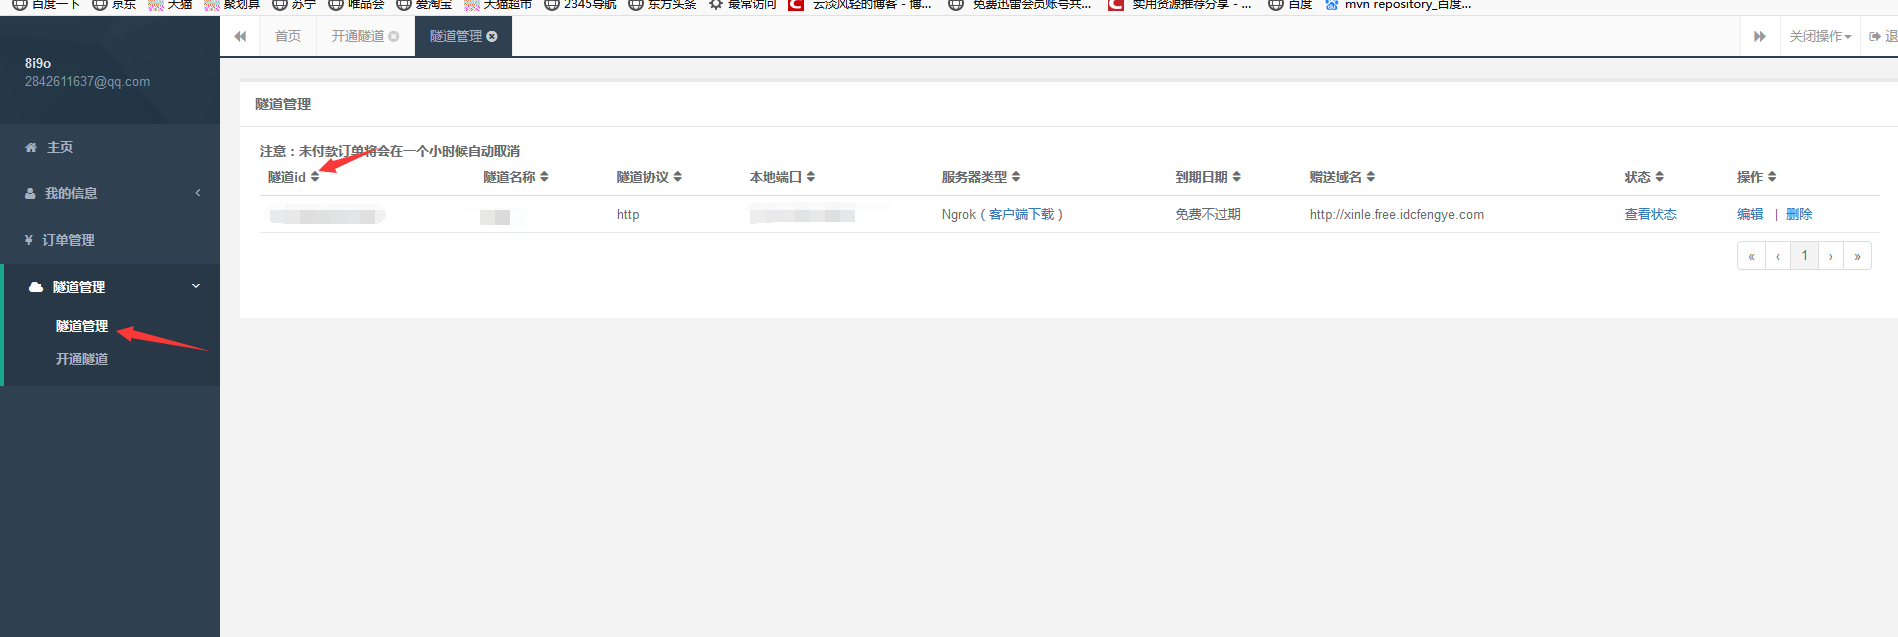 百度一下 京东 天猫 聚划算 苏宁 唯品会 爱淘宝 天猫超市 2345导航 东方头条 最常访问 云淡风轻的博客 - 博... 免费迅雷会员账号共... 实用资源推荐分享 - ... 百度 mvn repository_百度...
首页 开通隧道 隧道管理 关闭操作 退
8i9o
2842611637@qq.com
主页
我的信息
¥ 订单管理
隧道管理
隧道管理
开通隧道
隧道管理
注意：未付款订单将会在一个小时候自动取消
隧道id 隧道名称 隧道协议 本地端口 服务器类型 到期日期 赠送域名 状态 操作
http Ngrok（客户端下载） 免费不过期 http://xinle.free.idcfengye.com 查看状态 编辑 | 删除
« ‹ 1 › »